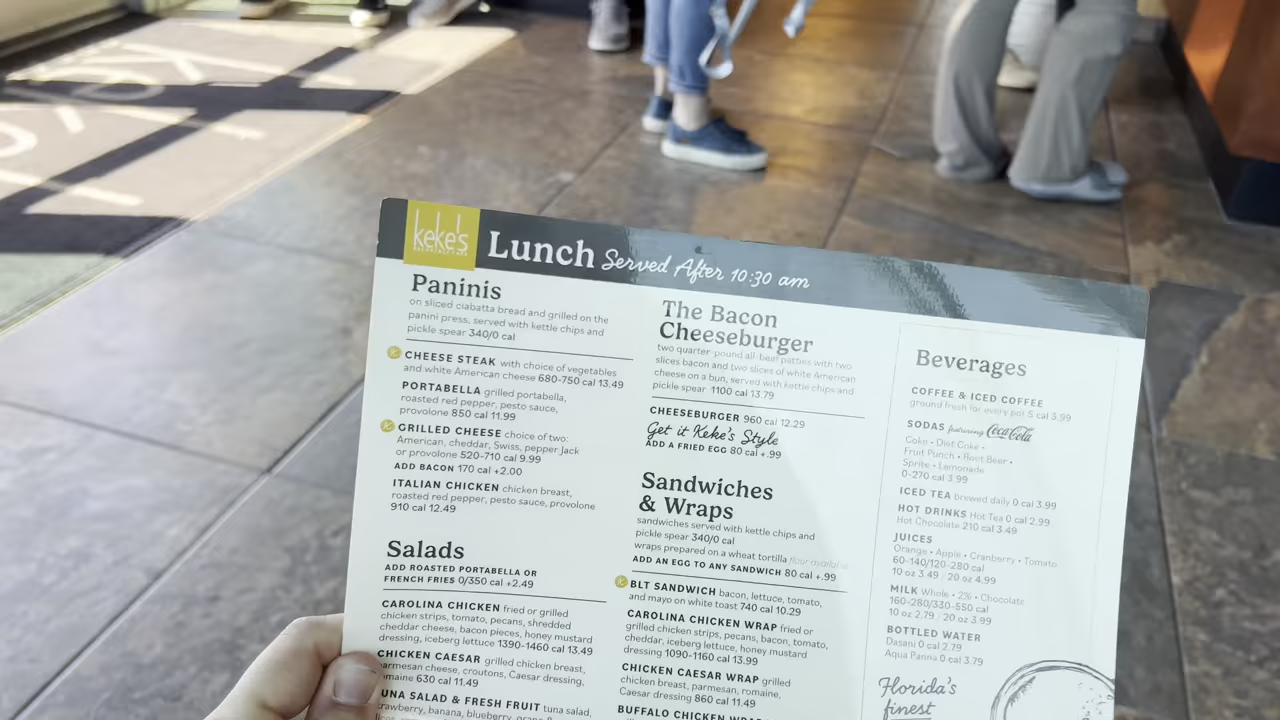 keke's
Lunch Served After 10:30 am
Paninis
on sliced ciabatta bread and grilled on the
panini press, served with kettle chips and
pickle spear 340/0 cal
CHEESE STEAK with choice of vegetables
and white American cheese 680-750 cal 13.49
PORTABELLA grilled portabella,
roasted red pepper, pesto sauce,
provolone 850 cal 11.99
GRILLED CHEESE choice of two:
American, cheddar, Swiss, pepper Jack
or provolone 520-710 cal 9.99
ADD BACON 170 cal +2.00
ITALIAN CHICKEN chicken breast,
roasted red pepper, pesto sauce, provolone
910 cal 12.49
Salads
ADD ROASTED PORTABELLA OR
FRENCH FRIES 0/350 cal +2.49
CAROLINA CHICKEN fried or grilled
chicken strips, tomato, pecans, shredded
cheddar cheese, bacon pieces, honey mustard
dressing, iceberg lettuce 1390-1460 cal 13.49
CHICKEN CAESAR grilled chicken breast,
parmesan cheese, croutons, Caesar dressing,
romaine 630 cal 11.49
TUNA SALAD & FRESH FRUIT tuna salad,
strawberry, banana, blueberry,
The Bacon
Cheeseburger
two quarter-pound all-beef patties with two
slices bacon and two slices of white American
cheese on a bun, served with kettle chips and
pickle spear 1100 cal 13.79
CHEESEBURGER 960 cal 12.29
Get it Keke's Style
ADD A FRIED EGG 80 cal +.99
Sandwiches
& Wraps
sandwiches served with kettle chips and
pickle spear 340/0 cal
wraps prepared on a wheat tortilla flour
ADD AN EGG TO ANY SANDWICH 80 cal +.99
BLT SANDWICH bacon, lettuce, tomato,
and mayo on white toast 740 cal 10.29
CAROLINA CHICKEN WRAP fried or
grilled chicken strips, pecans, bacon, tomato,
cheddar, iceberg lettuce, honey mustard
dressing 1090-1160 cal 13.99
CHICKEN CAESAR WRAP grilled chicken
breast, parmesan, romaine,
Caesar dressing 860 cal 11.49
BUFFALO CHICKEN WRAP
Beverages
COFFEE & ICED COFFEE
ground fresh for every pot 5 cal 3.99
SODAS featuring Coca-Cola
Coke • Diet Coke •
Fruit Punch • Root Beer •
Sprite • Lemonade
0-270 cal 3.99
ICED TEA brewed daily 0 cal 3.99
HOT DRINKS Hot Tea 0 cal 2.99
Hot Chocolate 210 cal 3.49
JUICES
Orange • Apple • Cranberry • Tomato
60-140/120-280 cal
10 oz 3.49 / 20 oz 4.99
MILK Whole • 2% • Chocolate
160-280/330-550 cal
10 oz 2.79 / 20 oz 3.99
BOTTLED WATER
Dasani 0 cal 2.79
Aqua Panna 0 cal 3.79
Florida's
finest